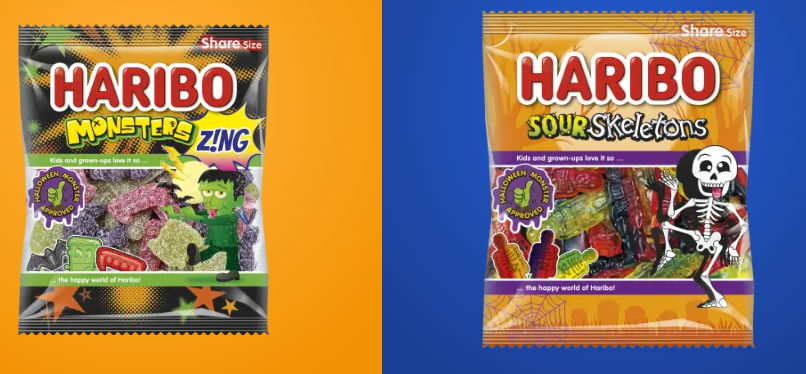 Share Size
HARIBO
MONSTERS
Z!NG
Kids and grown-ups love it so ...
HALLOWEEN MONSTER
APPROVED
... the happy world of Haribo!
Share Size
HARIBO
SOUR SKeletons
Kids and grown-ups love it so ...
HALLOWEEN MONSTER
APPROVED
... the happy world of Haribo!